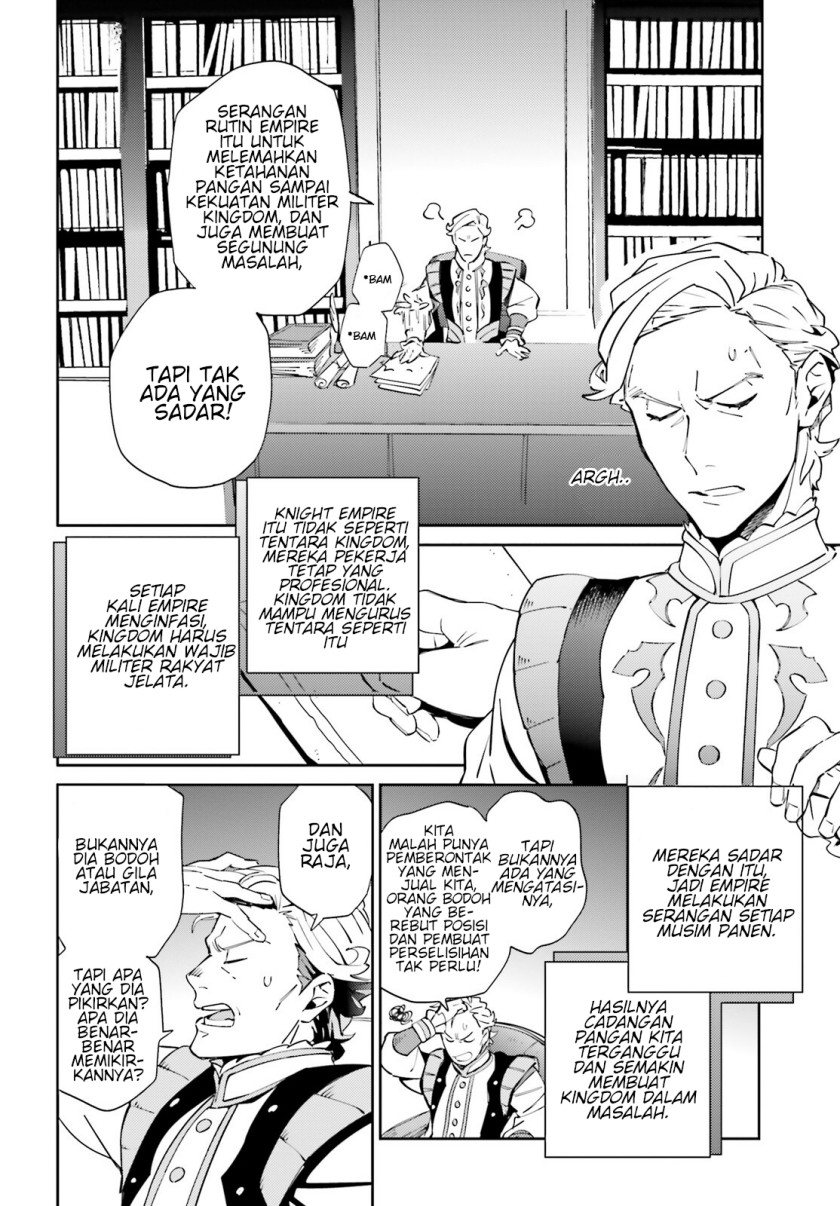 SERANGAN
RUTIN EMPIRE
ITU UNTUK
MELEMAHKAN
KETAHANAN
PANGAN SAMPAI
KEKUATAN MILITER
KINGDOM, DAN
JUGA MEMBUAT
SEGUNUNG
MASALAH,
*BAM
*BAM
TAPI TAK
ADA YANG
SADAR!
ARGH..
KNIGHT EMPIRE
ITU TIDAK SEPERTI
TENTARA KINGDOM,
MEREKA PEKERJA
TETAP YANG
PROFESIONAL.
KINGDOM TIDAK
MAMPU MENGURUS
TENTARA SEPERTI
ITU
SETIAP
KALI EMPIRE
MENGINFASI,
KINGDOM HARUS
MELAKUKAN WAJIB
MILITER RAKYAT
JELATA.
MEREKA SADAR
DENGAN ITU,
JADI EMPIRE
MELAKUKAN
SERANGAN SETIAP
MUSIM PANEN.
HASILNYA
CADANGAN
PANGAN KITA
TERGANGGU
DAN SEMAKIN
MEMBUAT
KINGDOM DALAM
MASALAH.
TAPI
BUKANNYA
ADA YANG
MENGATASI-
NYA,
KITA
MALAH PUNYA
PEMBERONTAK
YANG MEN-
JUAL KITA,
ORANG BODOH
YANG BE-
REBUT POSISI
DAN PEMBUAT
PERSELISIHAN
TAK PERLU!
DAN
JUGA
RAJA,
BUKANNYA
DIA BODOH
ATAU GILA
JABATAN,
TAPI APA
YANG DIA
PIKIRKAN?
APA DIA
BENAR-
BENAR
MEMIKIR-
KANNYA?